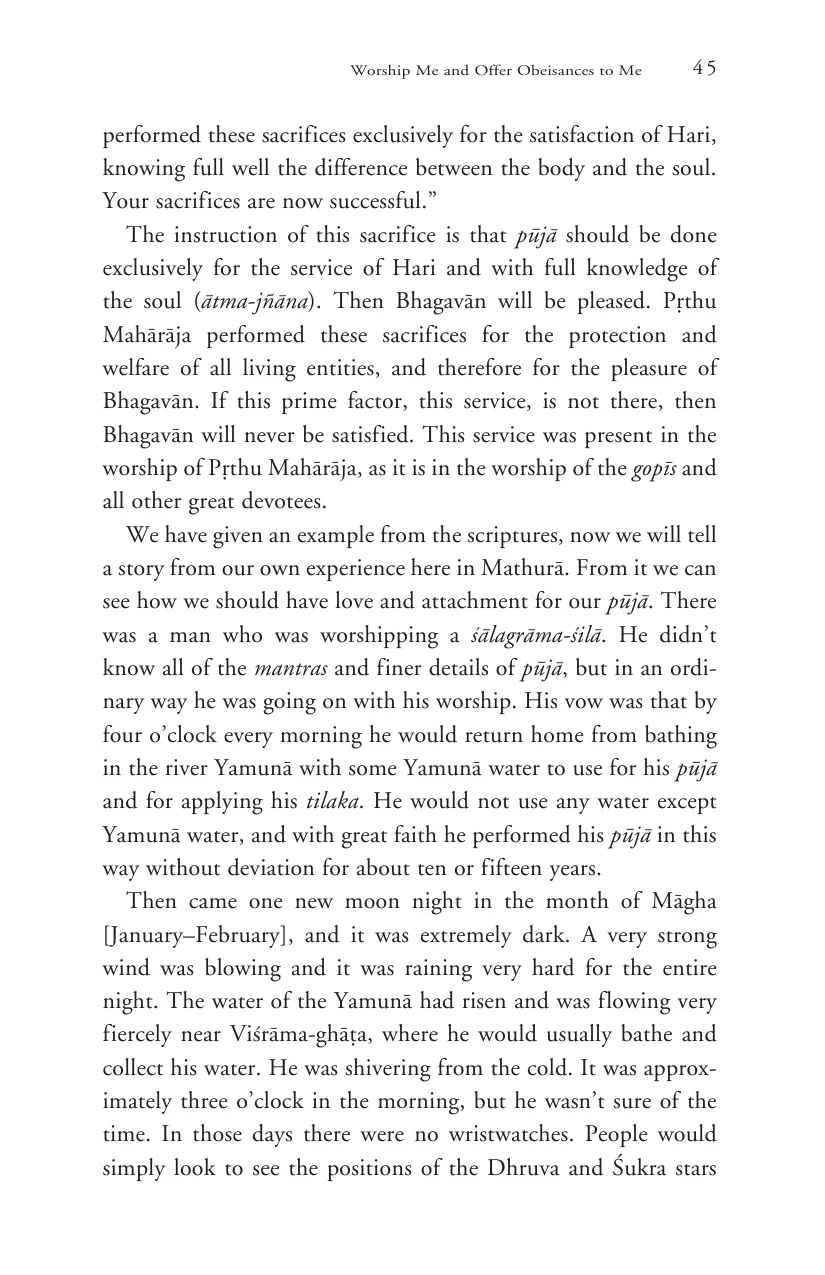 Worship Me and Offer Obeisances to Me 45
performed these sacrifices exclusively for the satisfaction of Hari,
knowing full well the difference between the body and the soul.
Your sacrifices are now successful.”
The instruction of this sacrifice is that pūjā should be done
exclusively for the service of Hari and with full knowledge of
the soul (ātma-jñāna). Then Bhagavān will be pleased. Pṛthu
Mahārāja performed these sacrifices for the protection and
welfare of all living entities, and therefore for the pleasure of
Bhagavān. If this prime factor, this service, is not there, then
Bhagavān will never be satisfied. This service was present in the
worship of Pṛthu Mahārāja, as it is in the worship of the gopīs and
all other great devotees.
We have given an example from the scriptures, now we will tell
a story from our own experience here in Mathurā. From it we can
see how we should have love and attachment for our pūjā. There
was a man who was worshipping a śālagrāma-śilā. He didn’t
know all of the mantras and finer details of pūjā, but in an ordi-
nary way he was going on with his worship. His vow was that by
four o’clock every morning he would return home from bathing
in the river Yamunā with some Yamunā water to use for his pūjā
and for applying his tilaka. He would not use any water except
Yamunā water, and with great faith he performed his pūjā in this
way without deviation for about ten or fifteen years.
Then came one new moon night in the month of Māgha
[January–February], and it was extremely dark. A very strong
wind was blowing and it was raining very hard for the entire
night. The water of the Yamunā had risen and was flowing very
fiercely near Viśrāma-ghāṭa, where he would usually bathe and
collect his water. He was shivering from the cold. It was approx-
imately three o’clock in the morning, but he wasn’t sure of the
time. In those days there were no wristwatches. People would
simply look to see the positions of the Dhruva and Śukra stars